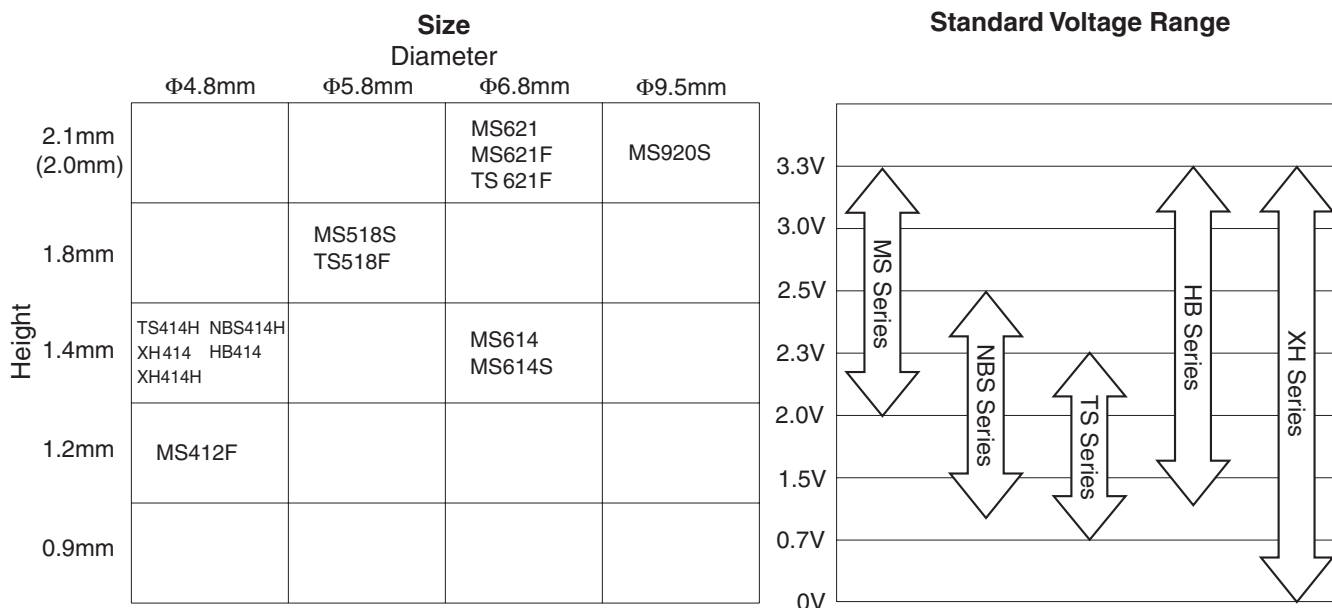 Size
Diameter
Φ4.8mm Φ5.8mm Φ6.8mm Φ9.5mm
Height
2.1mm
(2.0mm)
MS621
MS621F
TS 621F
MS920S
1.8mm
MS518S
TS518F
1.4mm
TS414H NBS414H
XH414 HB414
XH414H
MS614
MS614S
1.2mm
MS412F
0.9mm
Standard Voltage Range
3.3V
3.0V
2.5V
2.3V
2.0V
1.5V
0.7V
0V
MS Series
NBS Series
TS Series
HB Series
XH Series